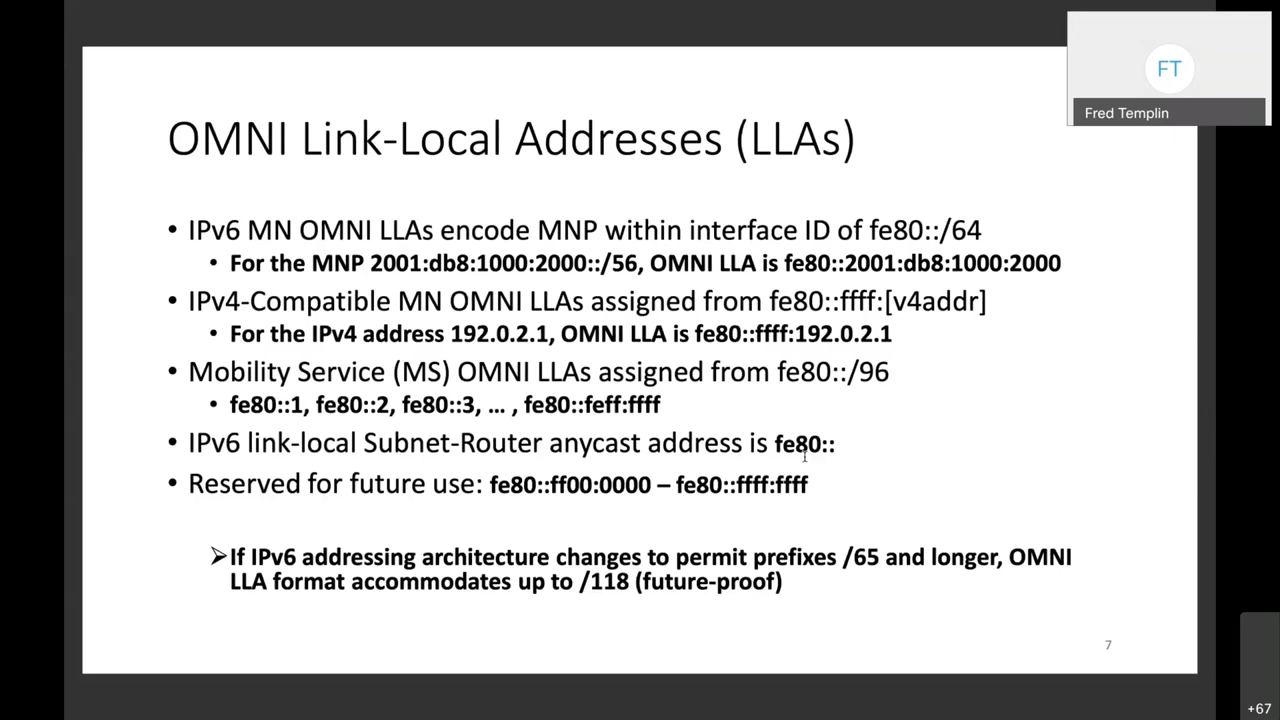 FT
Fred Templin
OMNI Link-Local Addresses (LLAs)
• IPv6 MN OMNI LLAs encode MNP within interface ID of fe80::/64
• For the MNP 2001:db8:1000:2000::/56, OMNI LLA is fe80::2001:db8:1000:2000
• IPv4-Compatible MN OMNI LLAs assigned from fe80::ffff:[v4addr]
• For the IPv4 address 192.0.2.1, OMNI LLA is fe80::ffff:192.0.2.1
• Mobility Service (MS) OMNI LLAs assigned from fe80::/96
• fe80::1, fe80::2, fe80::3, … , fe80::feff:ffff
• IPv6 link-local Subnet-Router anycast address is fe80::
• Reserved for future use: fe80::ff00:0000 – fe80::ffff:ffff
➢If IPv6 addressing architecture changes to permit prefixes /65 and longer, OMNI
LLA format accommodates up to /118 (future-proof)
7
+67